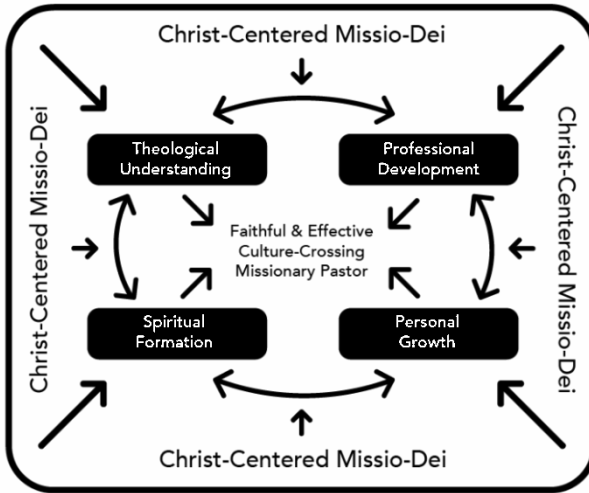 Christ-Centered Missio-Dei
Christ-Centered Missio-Dei
Christ-Centered Missio-Dei
Theological
Understanding
Professional
Development
Faithful & Effective
Culture-Crossing
Missionary Pastor
Spiritual
Formation
Personal
Growth
Christ-Centered Missio-Dei